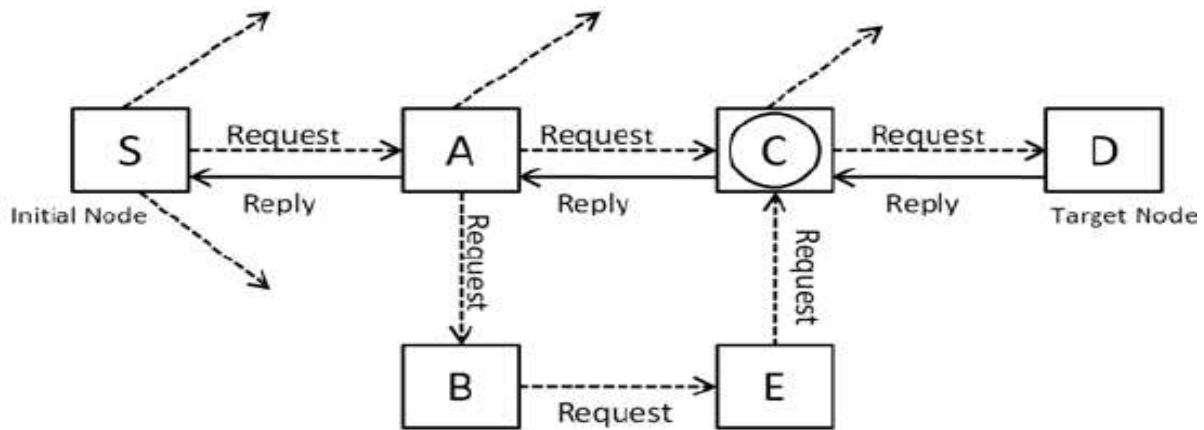 S
Request
A
Request
C
Request
D
Initial Node
Reply
Reply
Reply
Target Node
Request
Request
B
Request
E